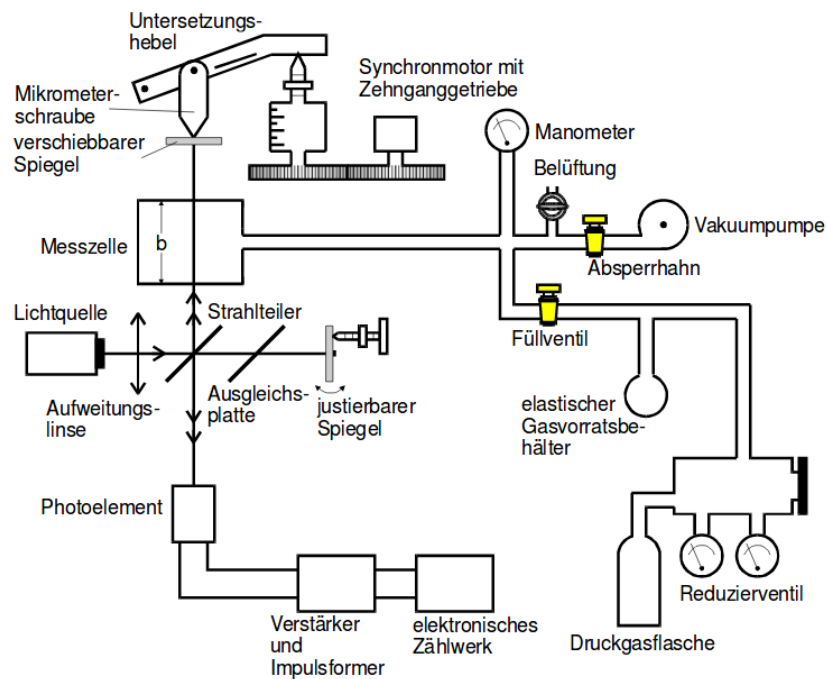 Untersetzungs-
hebel
Mikrometer-
schraube
verschiebbarer
Spiegel
Synchronmotor mit
Zehnganggetriebe
Manometer
Belüftung
Vakuumpumpe
Absperrhahn
Messzelle
b
Lichtquelle
Strahlteiler
Füllventil
Aufweitungs-
linse
Ausgleichs-
platte
justierbarer
Spiegel
elastischer
Gasvorratsbe-
hälter
Photoelement
Reduzierventil
Druckgasflasche
Verstärker
und
Impulsformer
elektronisches
Zählwerk